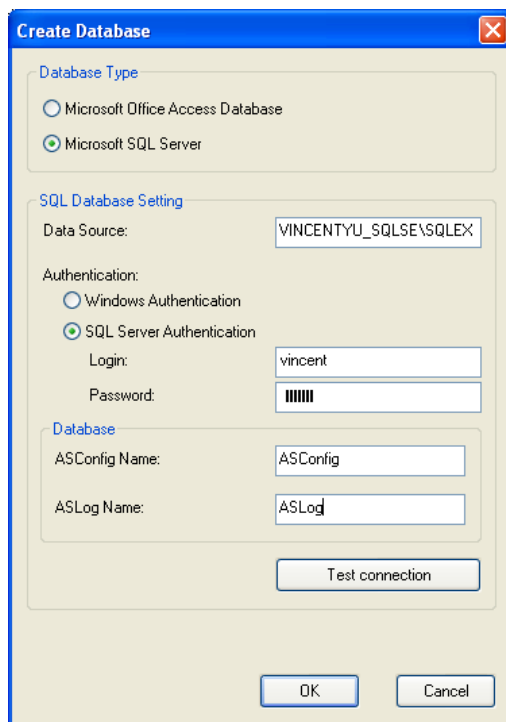 Create Database
Database Type
Microsoft Office Access Database
Microsoft SQL Server
SQL Database Setting
Data Source: VINCENTYU_SQLSE\SQLEX
Authentication:
Windows Authentication
SQL Server Authentication
Login: vincent
Password:
Database
ASConfig Name: ASConfig
ASLog Name: ASLog
Test connection
OK Cancel